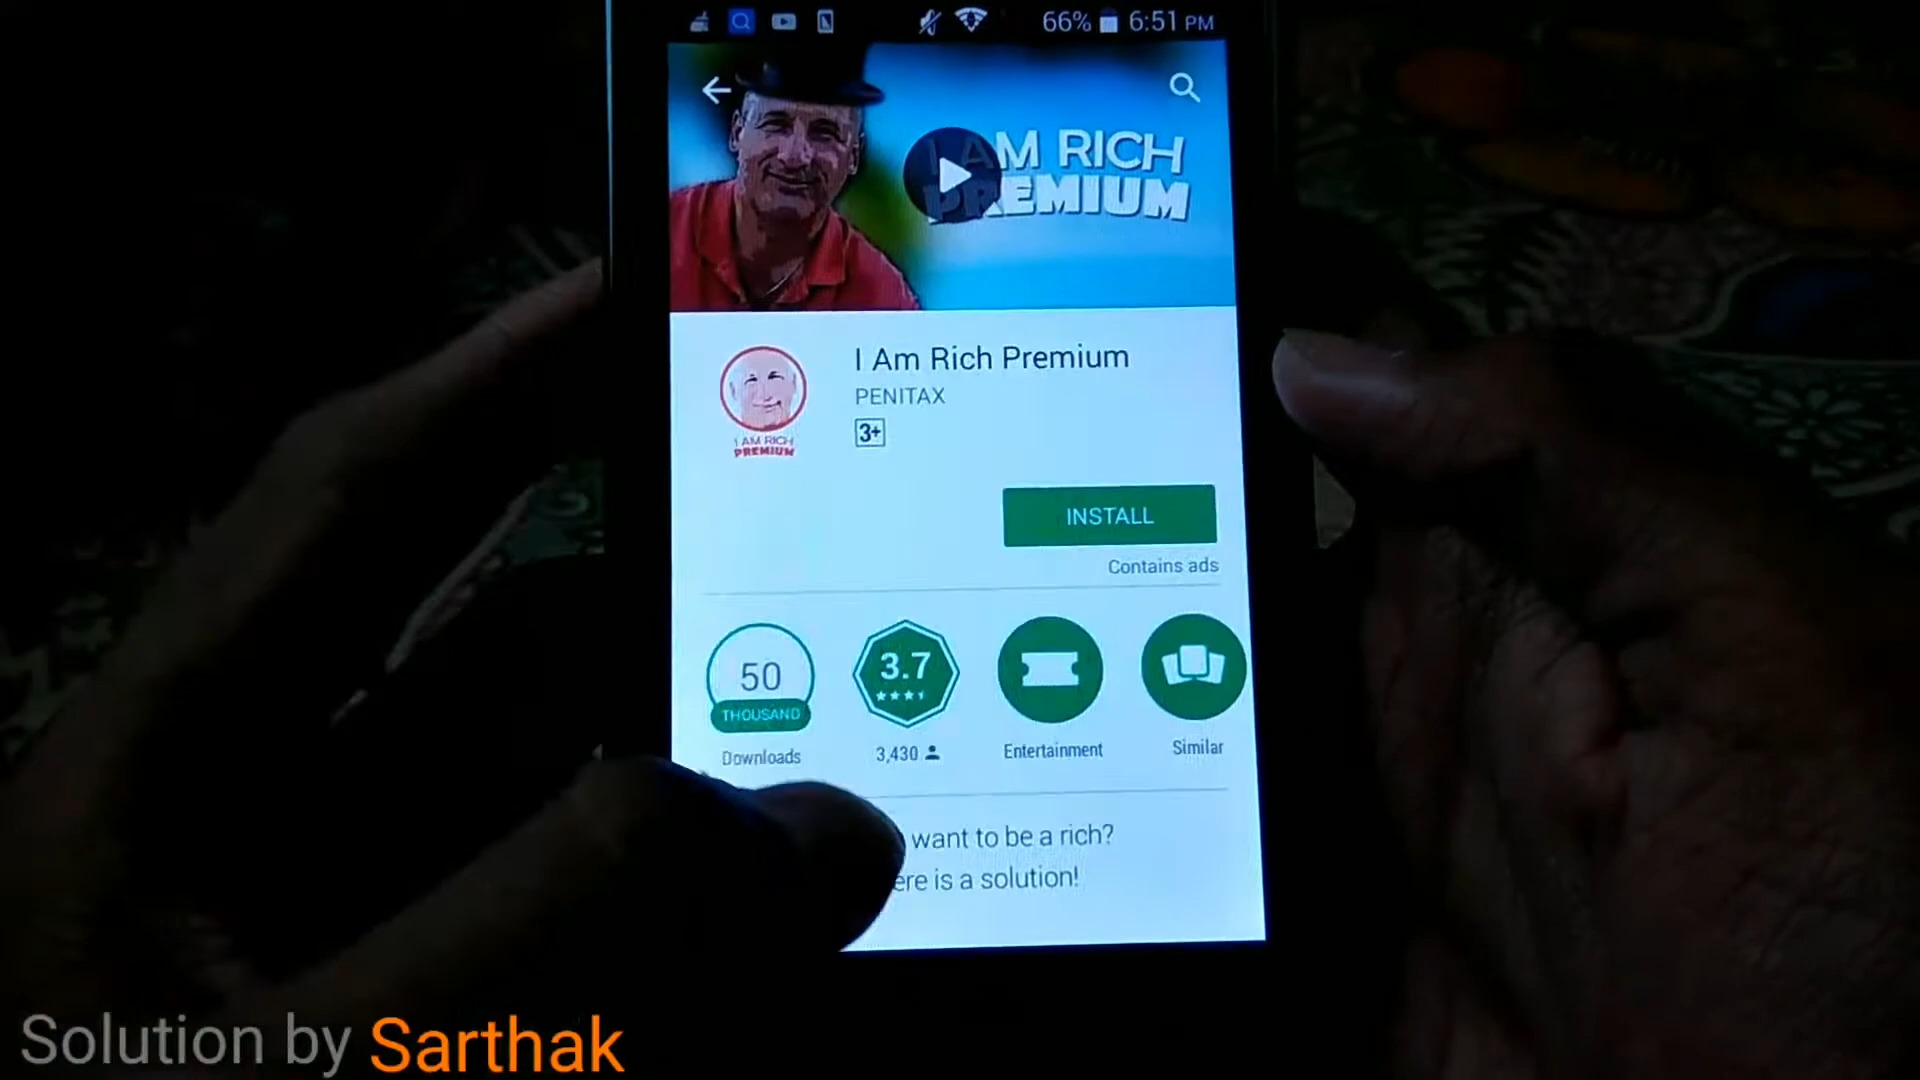 66% 6:51 PM
I AM RICH
PREMIUM
I Am Rich Premium
PENITAX
3+
I AM RICH
PREMIUM
INSTALL
Contains ads
50
THOUSAND
3.7
Downloads
3,430
Entertainment
Similar
want to be a rich?
ere is a solution!
Solution by Sarthak